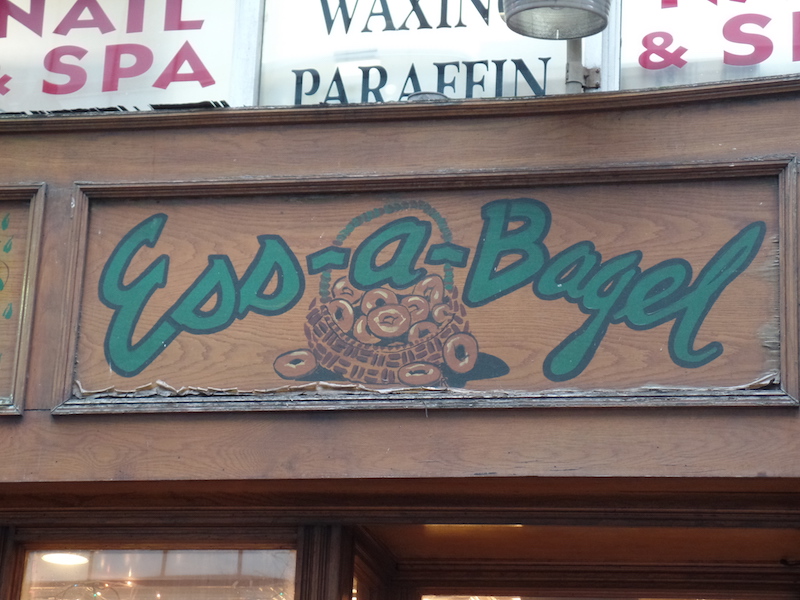 NAIL
& SPA
WAXING
PARAFFIN
& S
Ess-a-Bagel